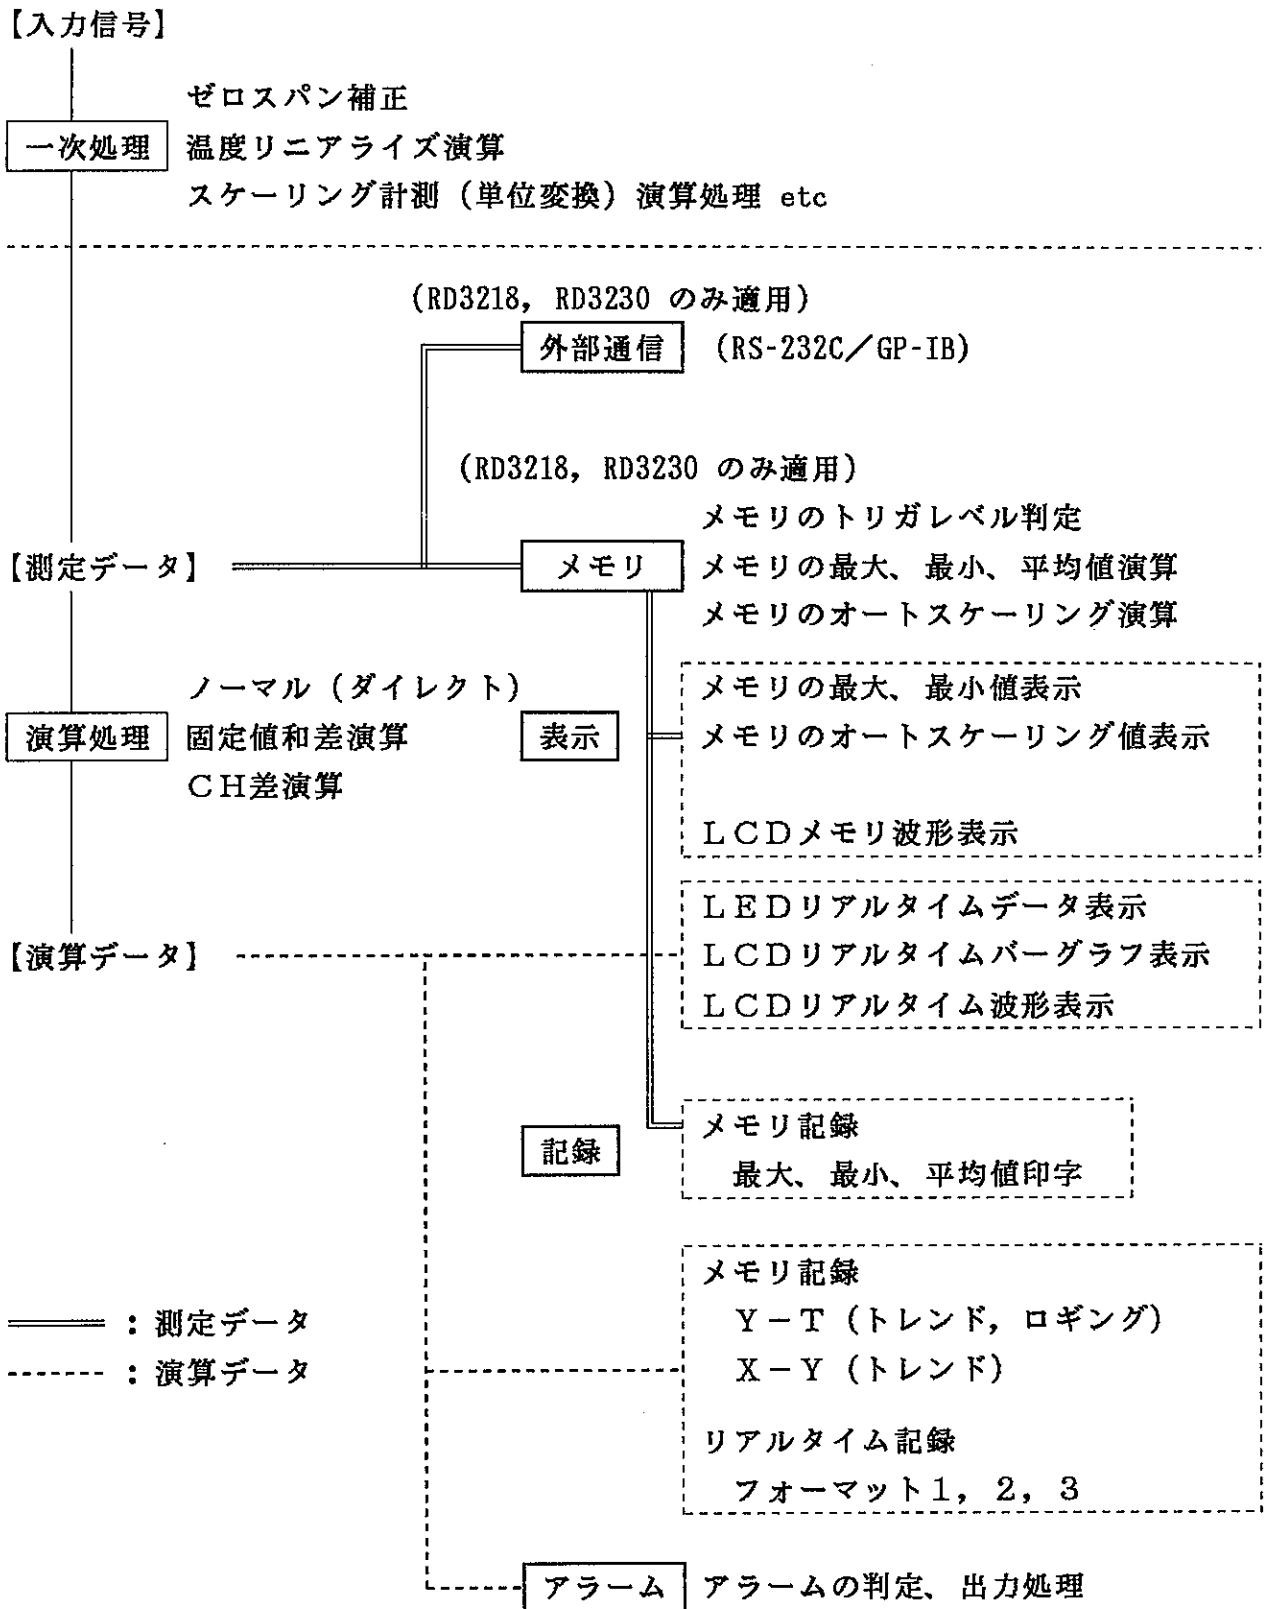 【入力信号】
ゼロスパン補正
一次処理 温度リニアライズ演算
スケーリング計測（単位変換）演算処理 etc
(RD3218, RD3230 のみ適用)
外部通信 (RS-232C／GP-IB)
(RD3218, RD3230 のみ適用)
メモリのトリガレベル判定
【測定データ】 メモリ メモリの最大、最小、平均値演算
メモリのオートスケーリング演算
ノーマル（ダイレクト） メモリの最大、最小値表示
演算処理 固定値和差演算 表示 メモリのオートスケーリング値表示
ＣＨ差演算
ＬＣＤメモリ波形表示
ＬＥＤリアルタイムデータ表示
【演算データ】 ＬＣＤリアルタイムバーグラフ表示
ＬＣＤリアルタイム波形表示
メモリ記録
記録
最大、最小、平均値印字
メモリ記録
：測定データ Ｙ－Ｔ（トレンド，ロギング）
：演算データ Ｘ－Ｙ（トレンド）
リアルタイム記録
フォーマット１，２，３
アラーム アラームの判定、出力処理